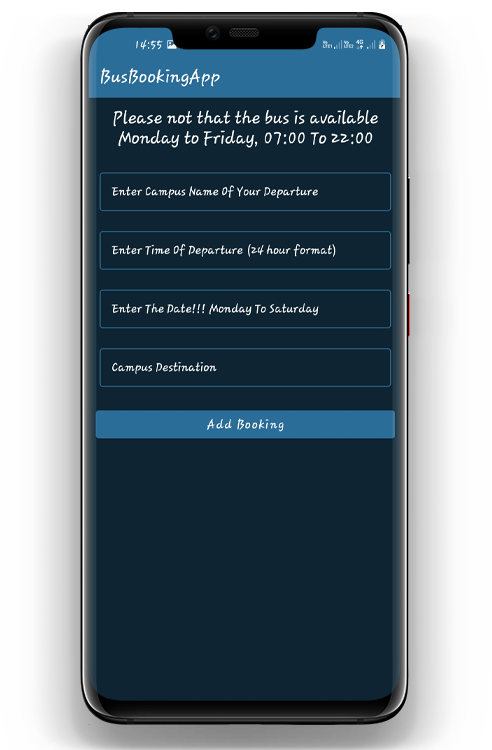 14:55
BusBookingApp
Please not that the bus is available
Monday to Friday, 07:00 To 22:00
Enter Campus Name Of Your Departure
Enter Time Of Departure (24 hour format)
Enter The Date!!! Monday To Saturday
Campus Destination
Add Booking